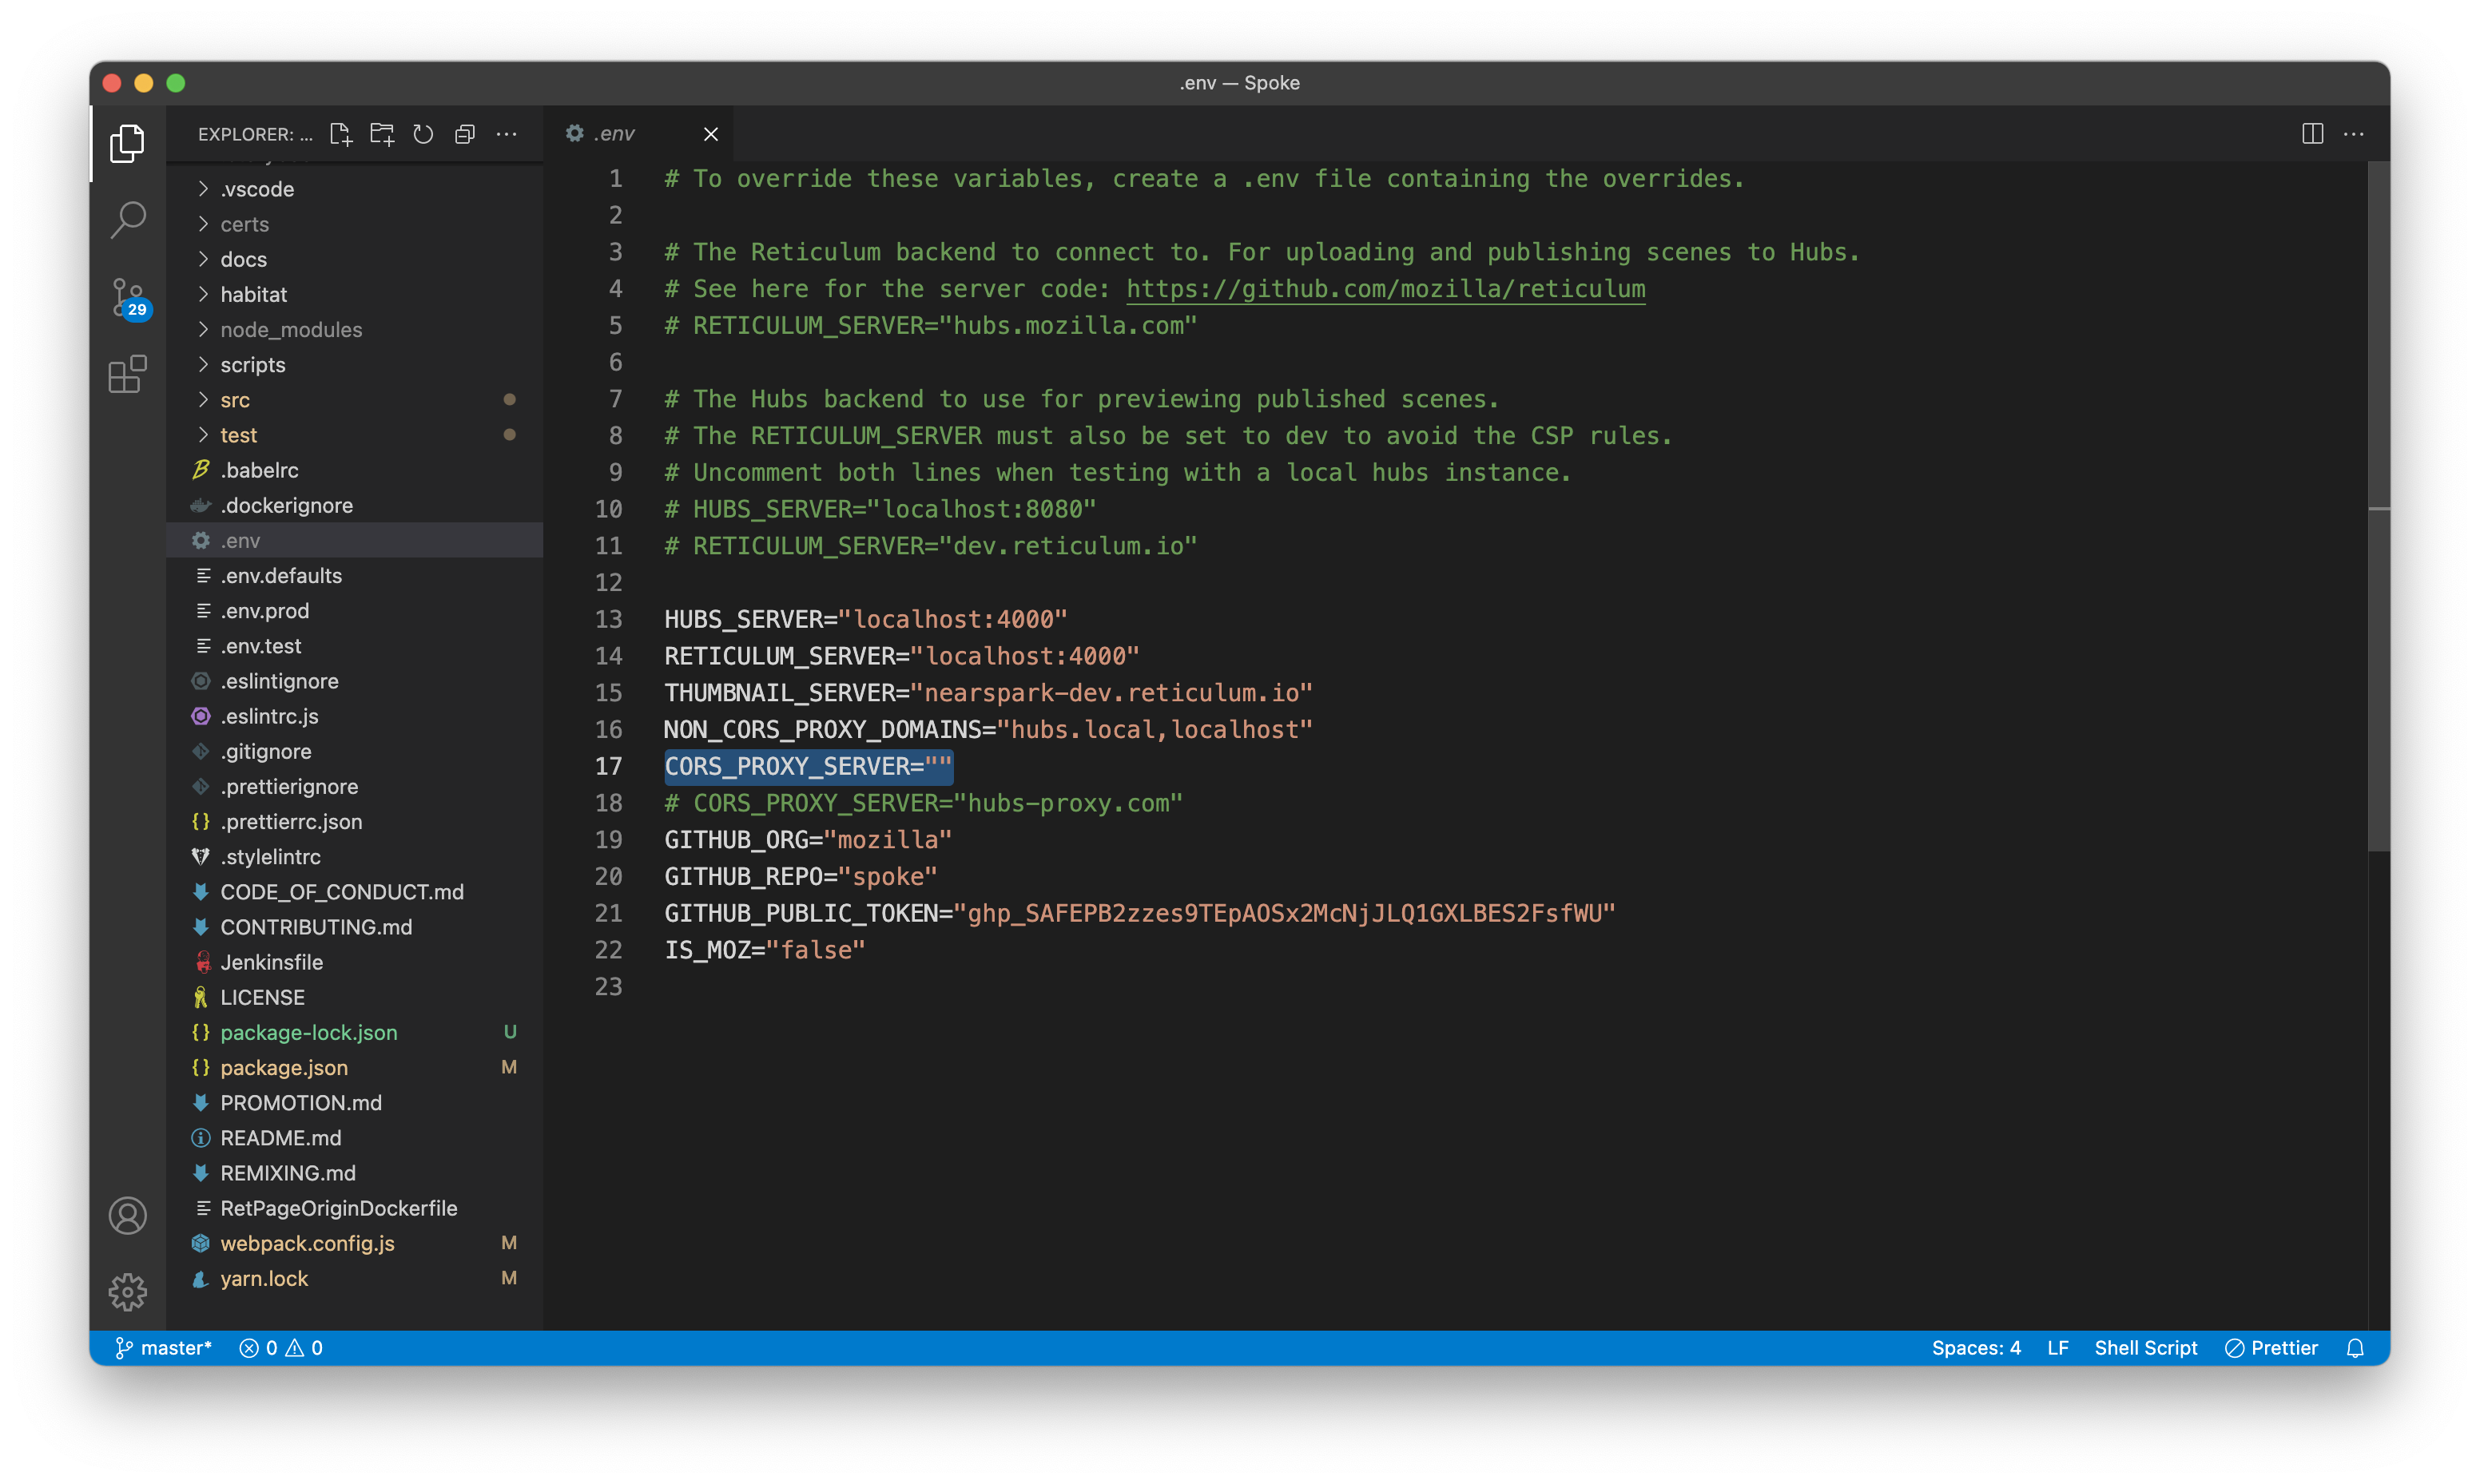 .env — Spoke
EXPLORER: ...
.env
.vscode
certs
docs
habitat
node_modules
scripts
src
test
.babelrc
.dockerignore
.env
.env.defaults
.env.prod
.env.test
.eslintignore
.eslintrc.js
.gitignore
.prettierignore
.prettierrc.json
.stylelintrc
CODE_OF_CONDUCT.md
CONTRIBUTING.md
Jenkinsfile
LICENSE
package-lock.json U
package.json M
PROMOTION.md
README.md
REMIXING.md
RetPageOriginDockerfile
webpack.config.js M
yarn.lock M
29
1 # To override these variables, create a .env file containing the overrides.
2
3 # The Reticulum backend to connect to. For uploading and publishing scenes to Hubs.
4 # See here for the server code: https://github.com/mozilla/reticulum
5 # RETICULUM_SERVER="hubs.mozilla.com"
6
7 # The Hubs backend to use for previewing published scenes.
8 # The RETICULUM_SERVER must also be set to dev to avoid the CSP rules.
9 # Uncomment both lines when testing with a local hubs instance.
10 # HUBS_SERVER="localhost:8080"
11 # RETICULUM_SERVER="dev.reticulum.io"
12
13 HUBS_SERVER="localhost:4000"
14 RETICULUM_SERVER="localhost:4000"
15 THUMBNAIL_SERVER="nearspark-dev.reticulum.io"
16 NON_CORS_PROXY_DOMAINS="hubs.local,localhost"
17 CORS_PROXY_SERVER=""
18 # CORS_PROXY_SERVER="hubs-proxy.com"
19 GITHUB_ORG="mozilla"
20 GITHUB_REPO="spoke"
21 GITHUB_PUBLIC_TOKEN="ghp_SAFEPB2zzes9TEpAOSx2McNjJLQ1GXLBES2FsfWU"
22 IS_MOZ="false"
23
master* 0 0
Spaces: 4 LF Shell Script Prettier